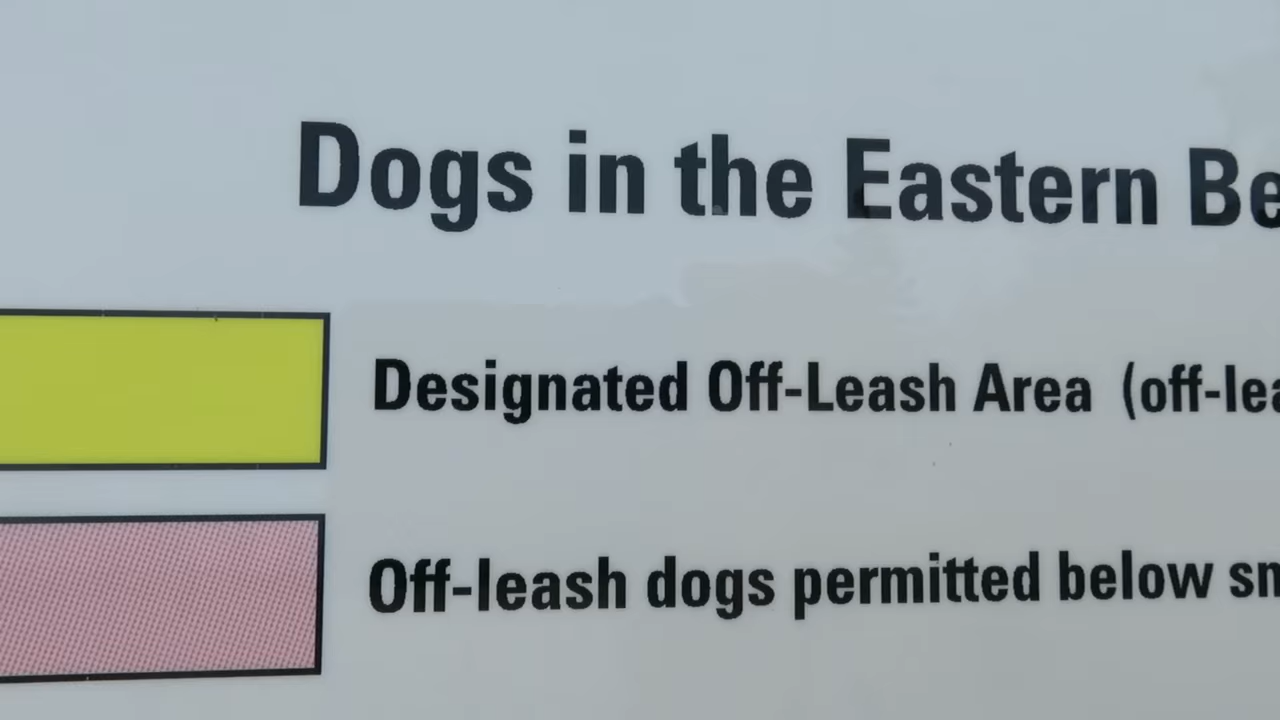 Dogs in the Eastern Be
Designated Off-Leash Area (off-lea
Off-leash dogs permitted below sn